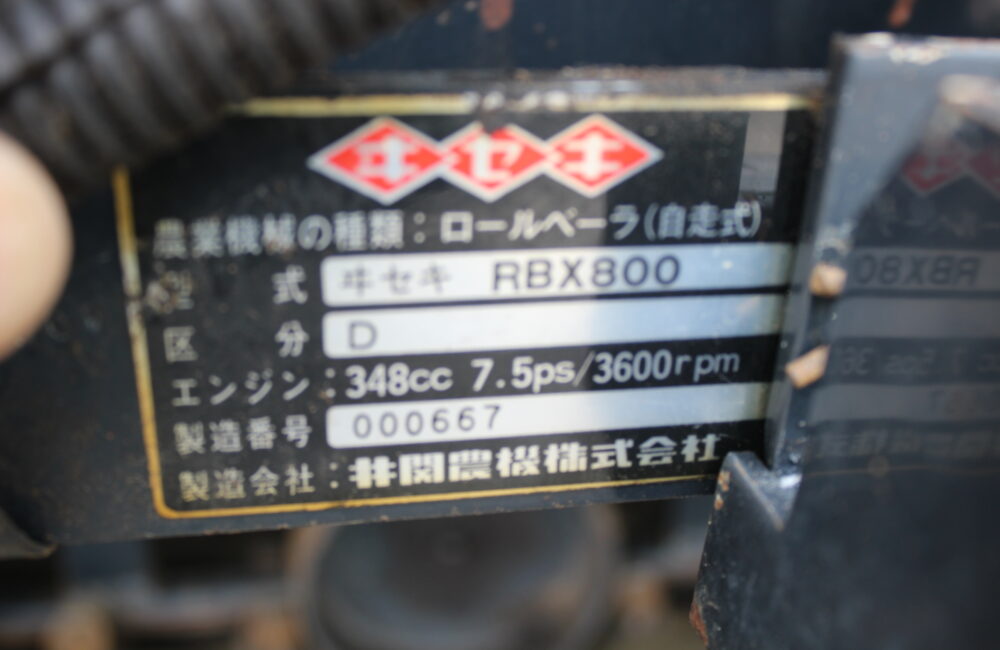 ヰセキ
農業機械の種類：ロールベーラ(自走式)
型式 ヰセキ RBX800
区分 D
エンジン：348cc 7.5ps/3600rpm
製造番号 000667
製造会社：井関農機株式会社